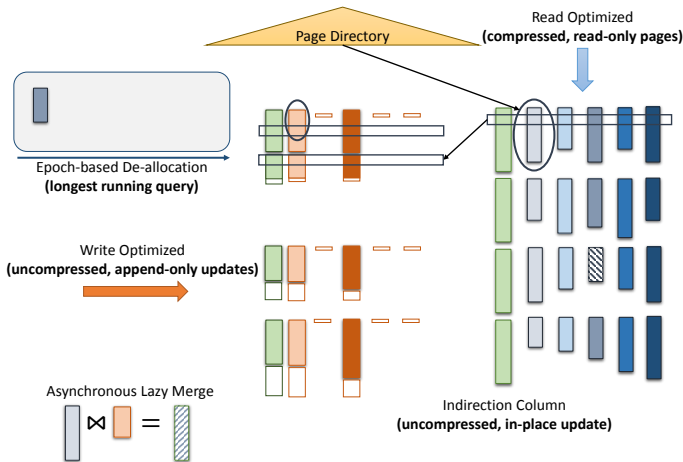 Page Directory
Read Optimized
(compressed, read-only pages)
Epoch-based De-allocation
(longest running query)
Write Optimized
(uncompressed, append-only updates)
Asynchronous Lazy Merge
⋈ =
Indirection Column
(uncompressed, in-place update)